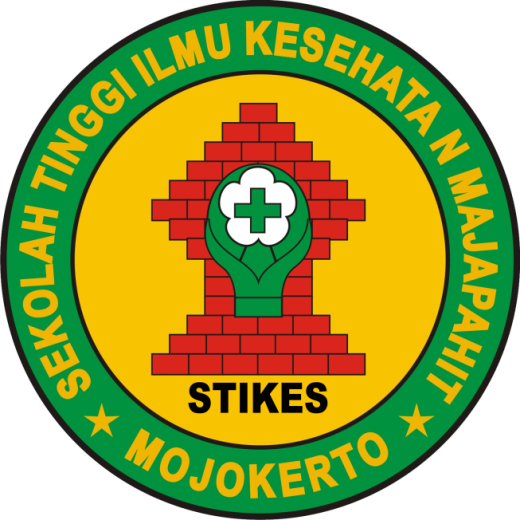 SEKOLAH TINGGI ILMU KESEHATA N MAJAPAHIT
STIKES
MOJOKERTO